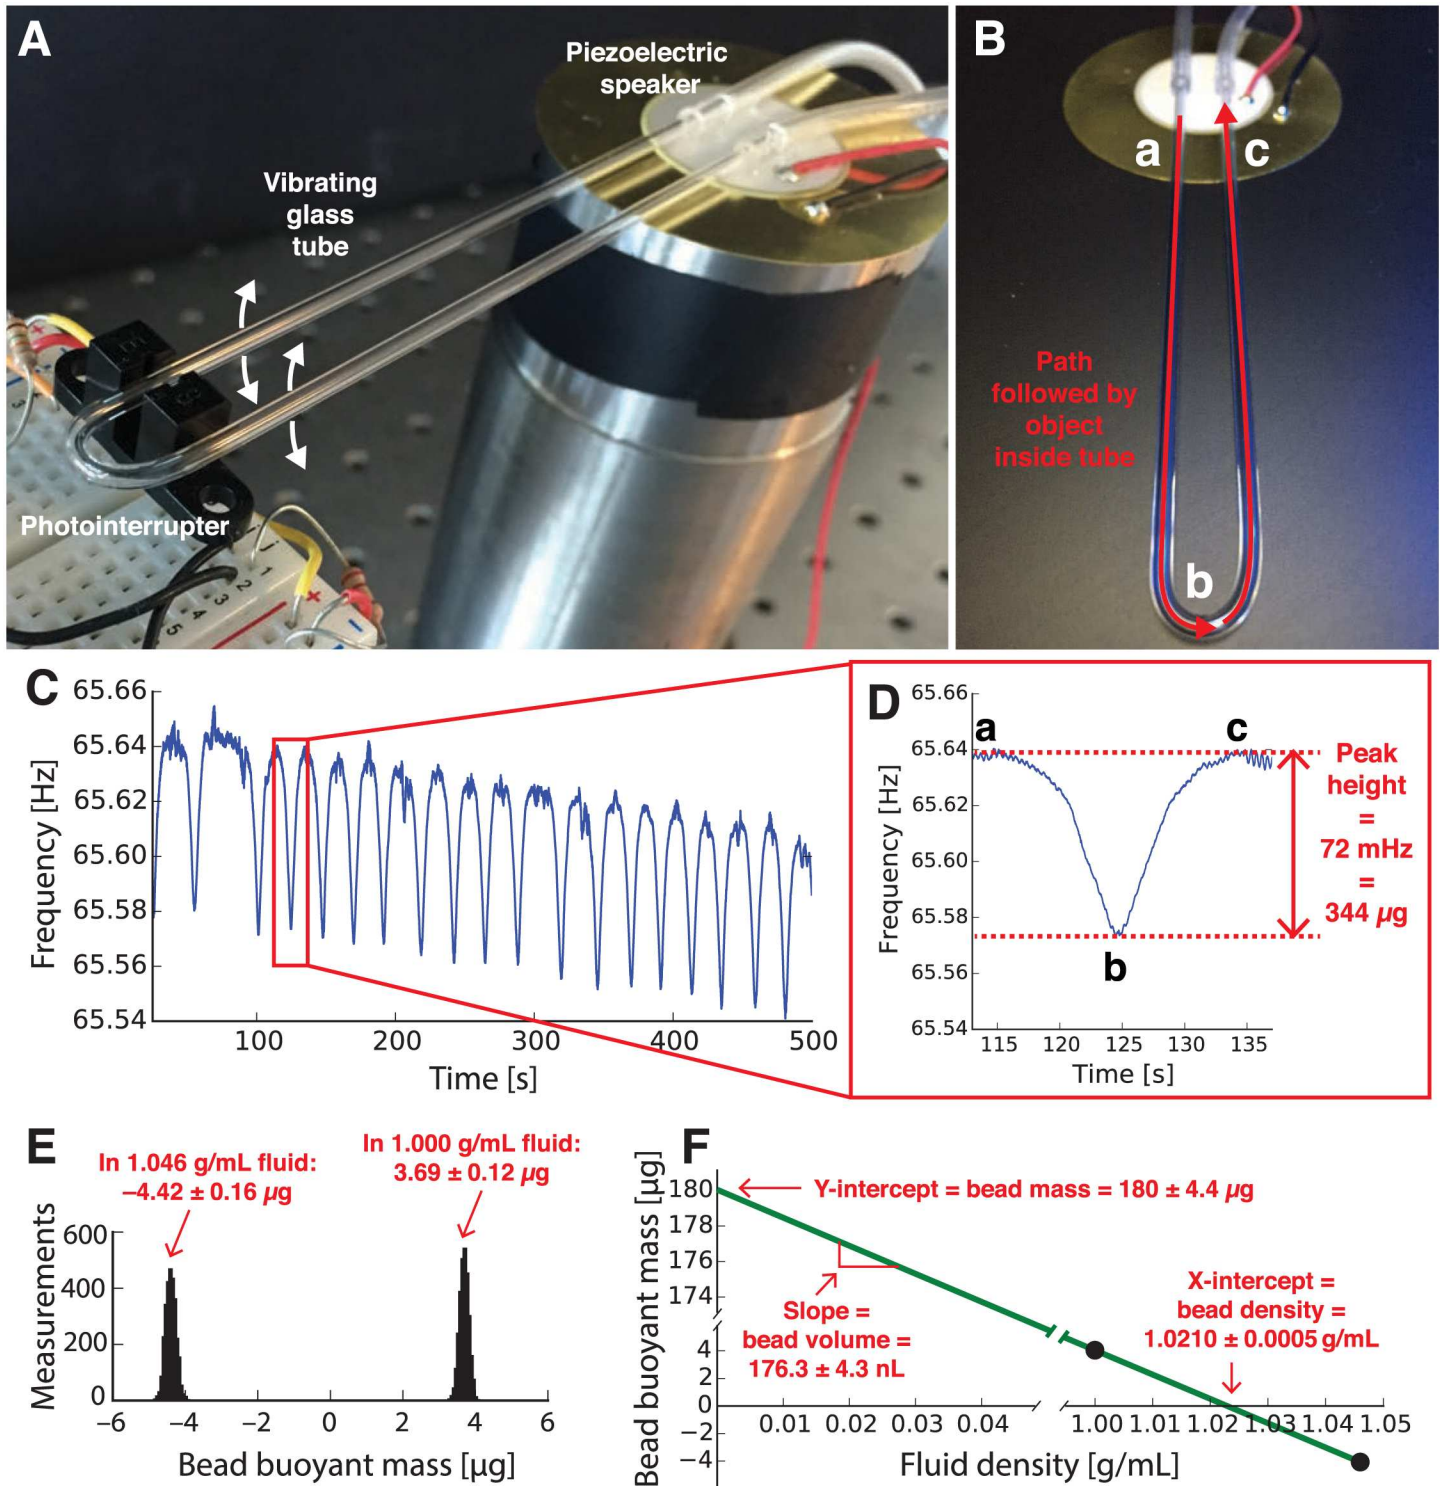 A
Piezoelectric
speaker
Vibrating
glass
tube
Photointerrupter
B
a
c
Path
followed by
object
inside tube
b
C
Frequency [Hz]
65.66
65.64
65.62
65.60
65.58
65.56
65.54
100 200 300 400 500
Time [s]
D
Frequency [Hz]
65.66
65.64
65.62
65.60
65.58
65.56
65.54
a
c
b
Peak
height
=
72 mHz
=
344 µg
115 120 125 130 135
Time [s]
E
In 1.046 g/mL fluid:
−4.42 ± 0.16 µg
In 1.000 g/mL fluid:
3.69 ± 0.12 µg
Measurements
600
400
200
0
−6 −4 −2 0 2 4 6
Bead buoyant mass [µg]
F
Bead buoyant mass [µg]
180
178
176
174
4
2
0
−2
−4
Y-intercept = bead mass = 180 ± 4.4 µg
Slope =
bead volume =
176.3 ± 4.3 nL
X-intercept =
bead density =
1.0210 ± 0.0005 g/mL
0.01 0.02 0.03 0.04 1.00 1.01 1.02 1.03 1.04 1.05
Fluid density [g/mL]